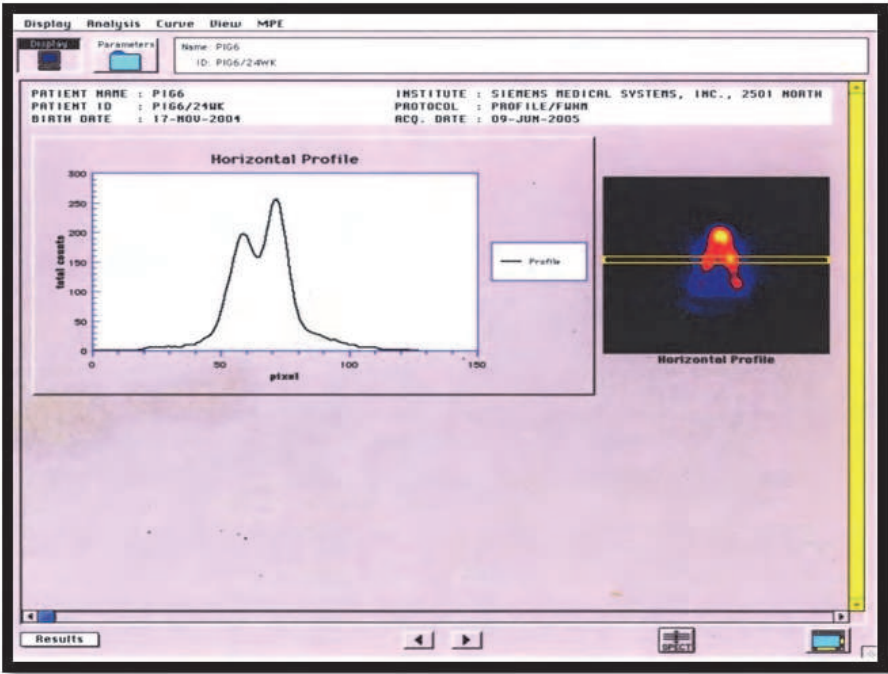 Display Analysis Curve View MPE
Display
Parameters
Name: PIG6
ID: PIG6/24WK
PATIENT NAME : PIG6
PATIENT ID : PIG6/24WK
BIRTH DATE : 17-NOV-2004
INSTITUTE : SIEMENS MEDICAL SYSTEMS, INC., 2501 NORTH
PROTOCOL : PROFILE/FWHM
ACQ. DATE : 09-JUN-2005
Horizontal Profile
300
250
200
150
100
50
0
total counts
0 50 100 150
pixel
Profile
Horizontal Profile
Results
SPECT